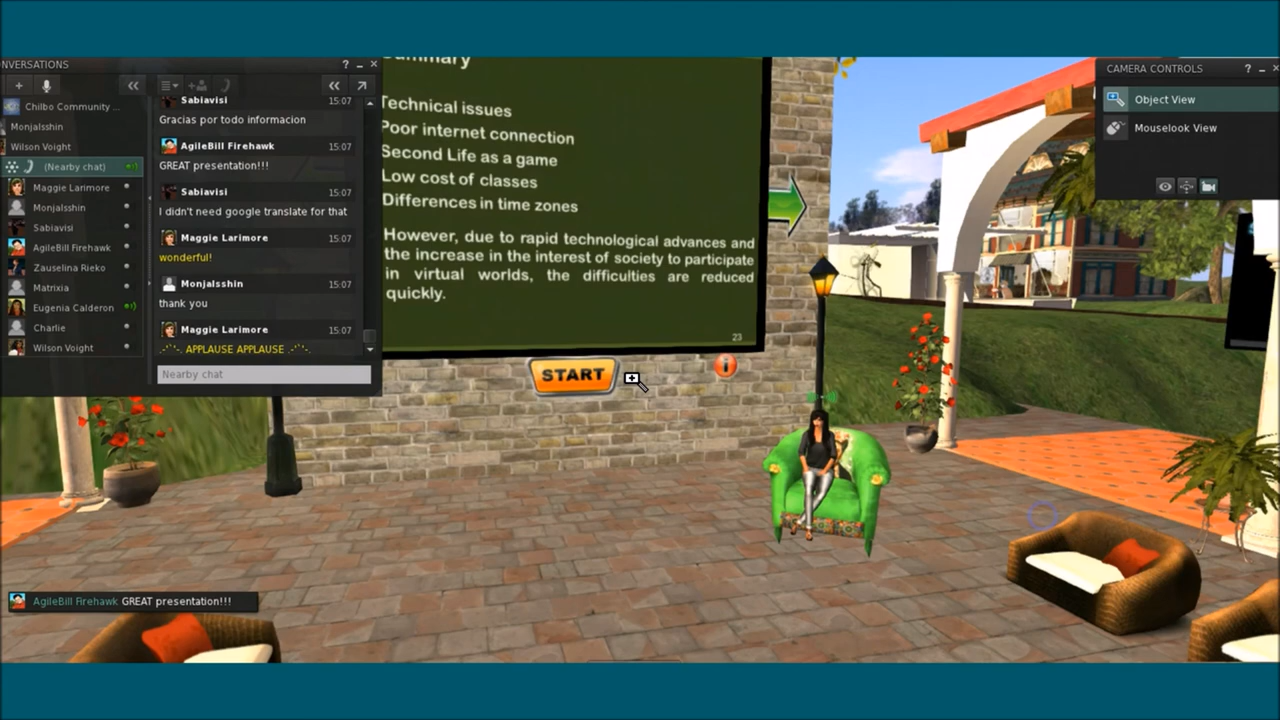 NVERSATIONS
Chilbo Community ...
MonjaIsshin
Wilson Voight
(Nearby chat)
Maggie Larimore
MonjaIsshin
Sabiavisi
AgileBill Firehawk
Zauselina Rieko
Matrixia
Eugenia Calderon
Charlie
Wilson Voight
Sabiavisi 15:07
Gracias por todo informacion
AgileBill Firehawk 15:07
GREAT presentation!!!
Sabiavisi 15:07
I didn't need google translate for that
Maggie Larimore 15:07
wonderful!
MonjaIsshin 15:07
thank you
Maggie Larimore 15:07
APPLAUSE APPLAUSE
Nearby chat
Summary
Technical issues
Poor internet connection
Second Life as a game
Low cost of classes
Differences in time zones
However, due to rapid technological advances and
the increase in the interest of society to participate
in virtual worlds, the difficulties are reduced
quickly.
23
START
i
CAMERA CONTROLS
Object View
Mouselook View
AgileBill Firehawk GREAT presentation!!!